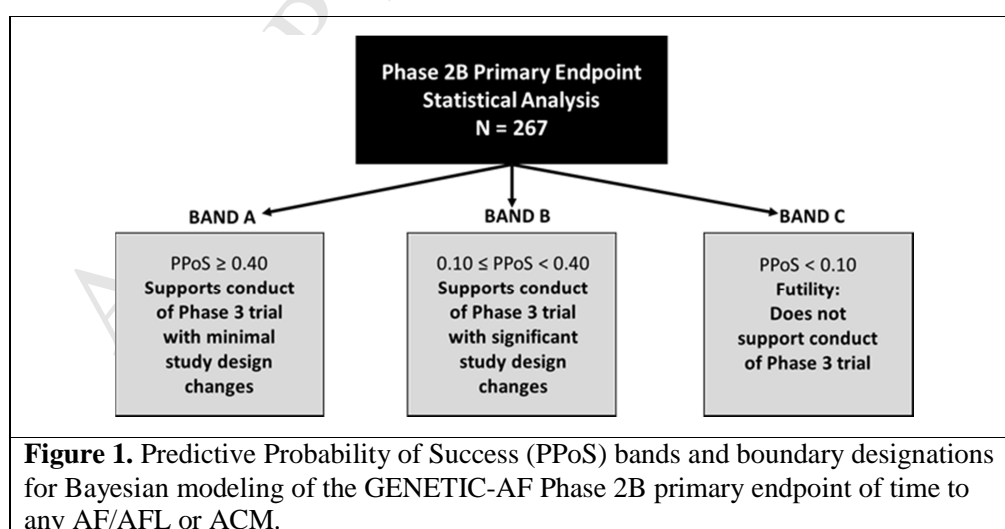 Phase 2B Primary Endpoint
Statistical Analysis
N = 267
BAND A
PPoS ≥ 0.40
Supports conduct
of Phase 3 trial
with minimal
study design
changes
BAND B
0.10 ≤ PPoS < 0.40
Supports conduct
of Phase 3 trial
with significant
study design
changes
BAND C
PPoS < 0.10
Futility:
Does not
support conduct
of Phase 3 trial
Figure 1. Predictive Probability of Success (PPoS) bands and boundary designations
for Bayesian modeling of the GENETIC-AF Phase 2B primary endpoint of time to
any AF/AFL or ACM.